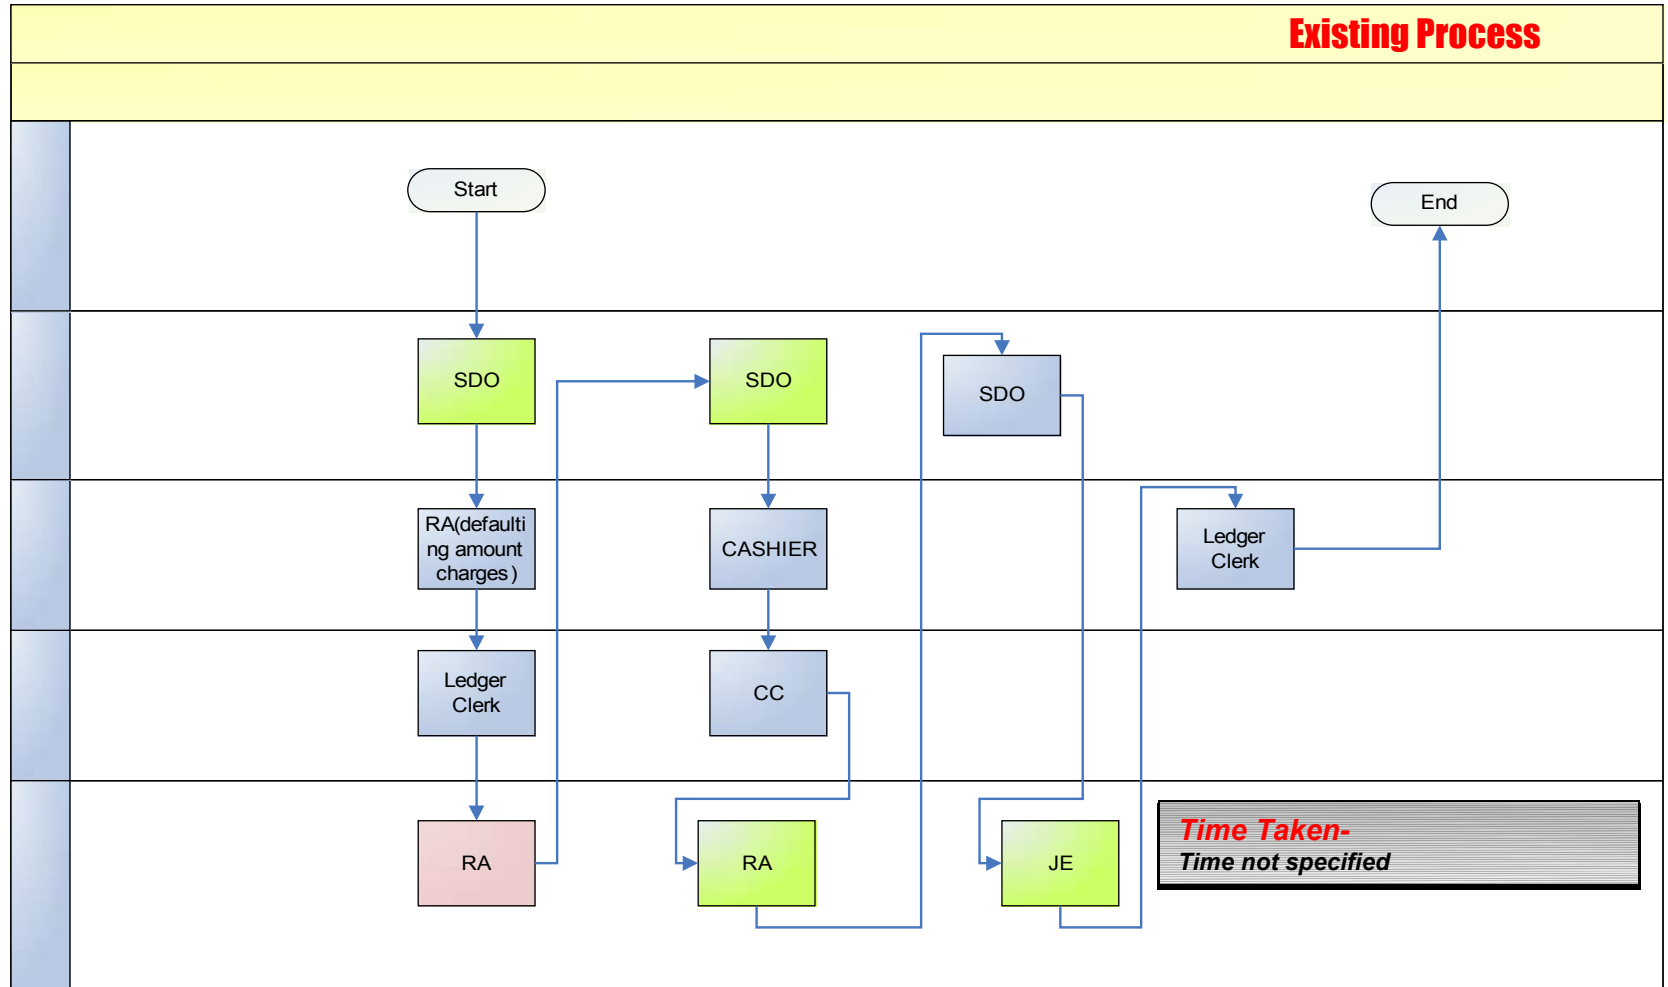 Existing Process
Start
End
SDO
SDO
SDO
RA(defaulti
ng amount
charges)
CASHIER
Ledger
Clerk
Ledger
Clerk
CC
RA
RA
JE
Time Taken-
Time not specified